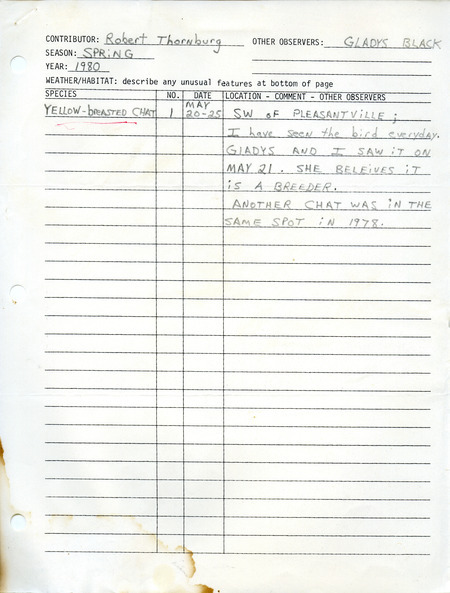 CONTRIBUTOR: Robert Thornburg OTHER OBSERVERS: GLADYS BLACK
SEASON: SPRING
YEAR: 1980
WEATHER/HABITAT: describe any unusual features at bottom of page
SPECIES NO. DATE LOCATION - COMMENT - OTHER OBSERVERS
YELLOW-breasted CHAT 1 MAY 20-25 SW of PLEASANTVILLE;
I have seen the bird everyday.
GLADYS AND I SAW iT ON
MAY 21. SHE BELEIVES iT
iS A BREEDER.
ANOTHER CHAT WAS iN THE
SAME SPOT iN 1978.